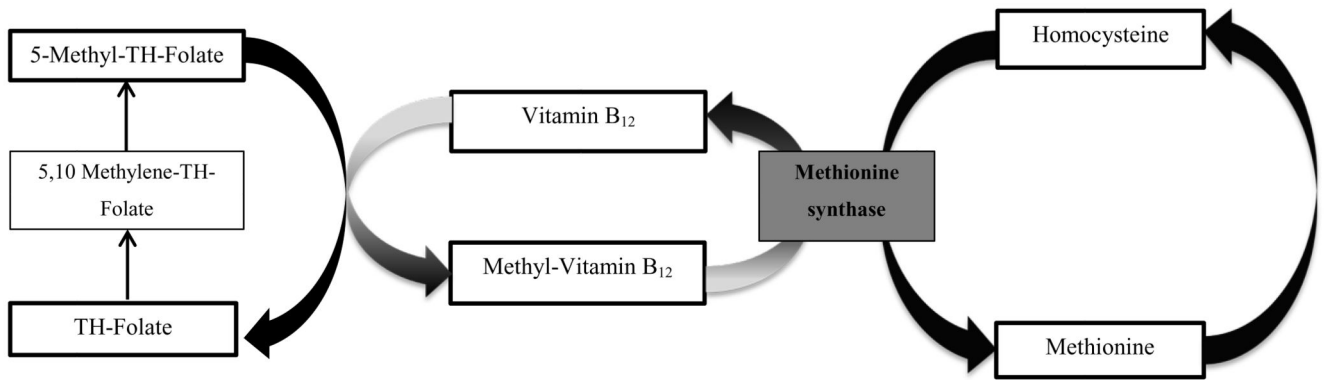 5-Methyl-TH-Folate
5,10 Methylene-TH-
Folate
TH-Folate
Vitamin B₁₂
Methyl-Vitamin B₁₂
Methionine
synthase
Homocysteine
Methionine